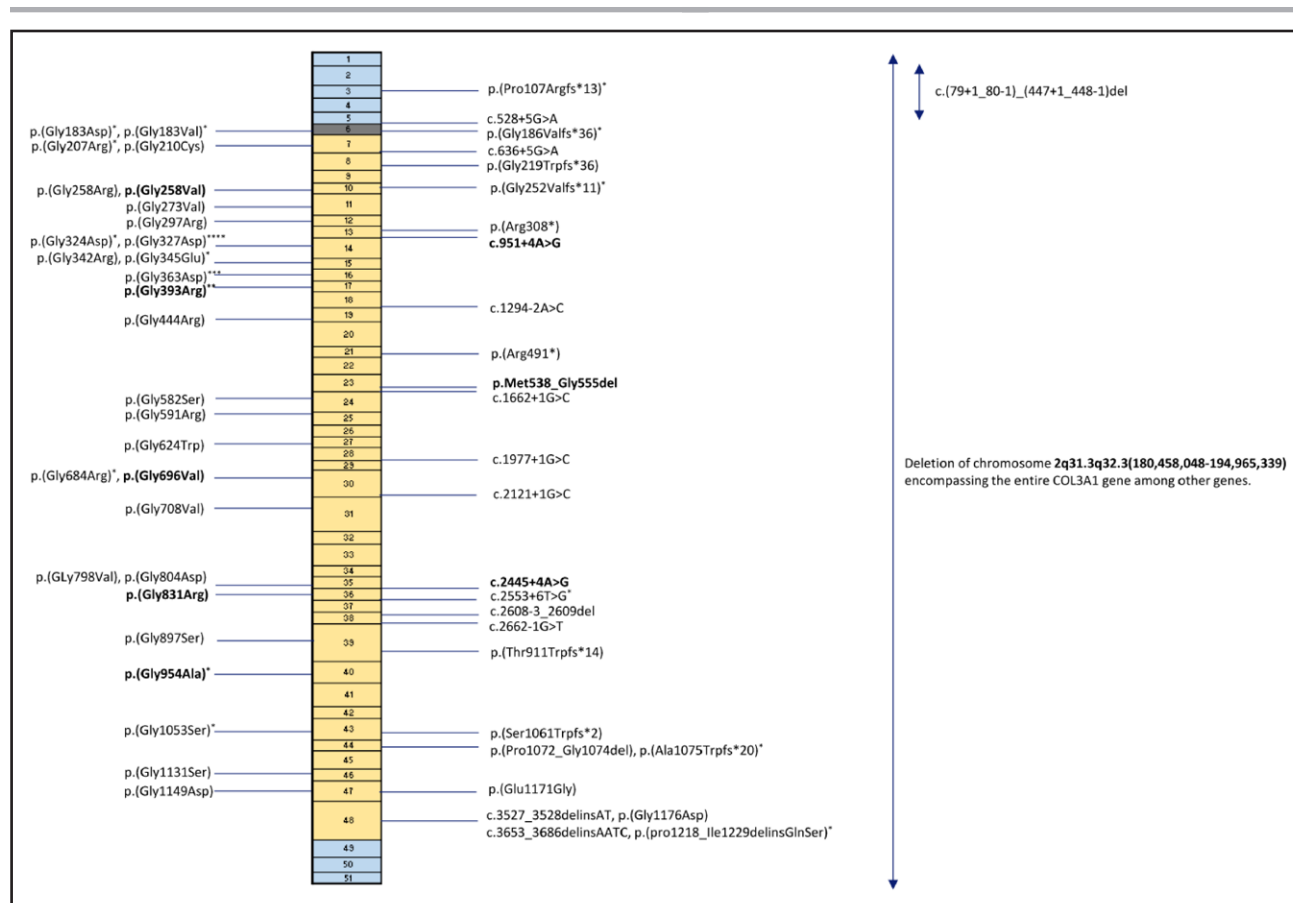 1
2
3
4
5
6
7
8
9
10
11
12
13
14
15
16
17
18
19
20
21
22
23
24
25
26
27
28
29
30
31
32
33
34
35
36
37
38
39
40
41
42
43
44
45
46
47
48
49
50
51
p.(Gly183Asp)*, p.(Gly183Val)*
p.(Gly207Arg)*, p.(Gly210Cys)
p.(Gly258Arg), p.(Gly258Val)
p.(Gly273Val)
p.(Gly297Arg)
p.(Gly324Asp)*, p.(Gly327Asp)****
p.(Gly342Arg), p.(Gly345Glu)*
p.(Gly363Asp)***
p.(Gly393Arg)**
p.(Gly444Arg)
p.(Gly582Ser)
p.(Gly591Arg)
p.(Gly624Trp)
p.(Gly684Arg)*, p.(Gly696Val)
p.(Gly708Val)
p.(GLy798Val), p.(Gly804Asp)
p.(Gly831Arg)
p.(Gly897Ser)
p.(Gly954Ala)*
p.(Gly1053Ser)*
p.(Gly1131Ser)
p.(Gly1149Asp)
p.(Pro107Argfs*13)*
c.528+5G>A
p.(Gly186Valfs*36)*
c.636+5G>A
p.(Gly219Trpfs*36)
p.(Gly252Valfs*11)*
p.(Arg308*)
c.951+4A>G
c.1294-2A>C
p.(Arg491*)
p.Met538_Gly555del
c.1662+1G>C
c.1977+1G>C
c.2121+1G>C
c.2445+4A>G
c.2553+6T>G*
c.2608-3_2609del
c.2662-1G>T
p.(Thr911Trpfs*14)
p.(Ser1061Trpfs*2)
p.(Pro1072_Gly1074del), p.(Ala1075Trpfs*20)*
p.(Glu1171Gly)
c.3527_3528delinsAT, p.(Gly1176Asp)
c.3653_3686delinsAATC, p.(pro1218_Ile1229delinsGlnSer)*
c.(79+1_80-1)_(447+1_448-1)del
Deletion of chromosome 2q31.3q32.3(180,458,048-194,965,339)
encompassing the entire COL3A1 gene among other genes.